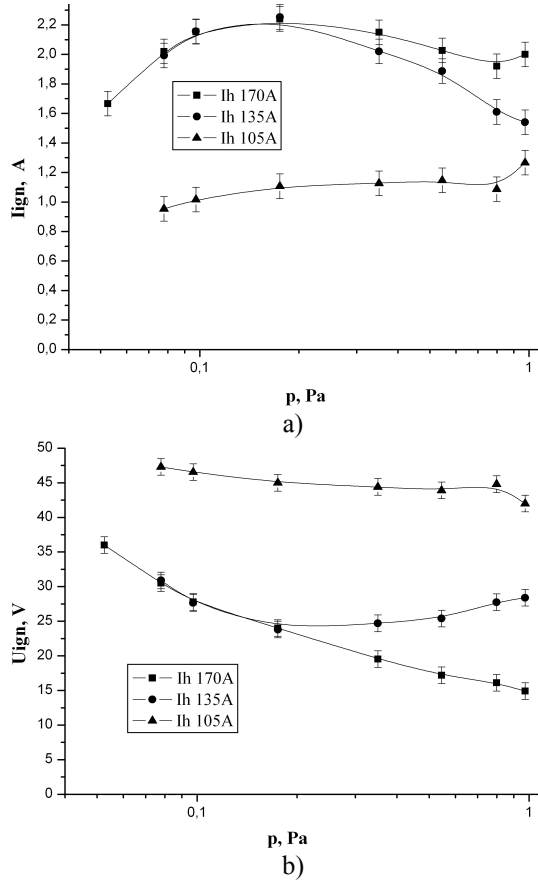 2,2
2,0
1,8
1,6
1,4
1,2
1,0
0,8
0,6
0,4
0,2
0,0
Iign, A
Ih 170A
Ih 135A
Ih 105A
0,1
1
p, Pa
a)
50
45
40
35
30
25
20
15
10
5
0
Uign, V
Ih 170A
Ih 135A
Ih 105A
0,1
1
p, Pa
b)